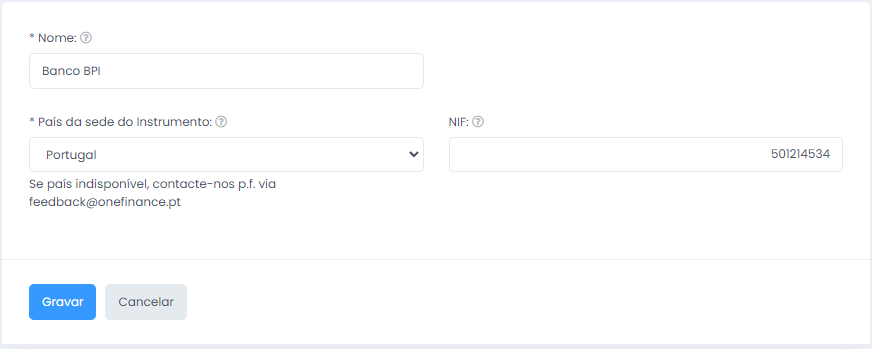 * Nome:
Banco BPI
* País da sede do Instrumento:
NIF:
Portugal
501214534
Se país indisponível, contacte-nos p.f. via
feedback@onefinance.pt
Gravar
Cancelar